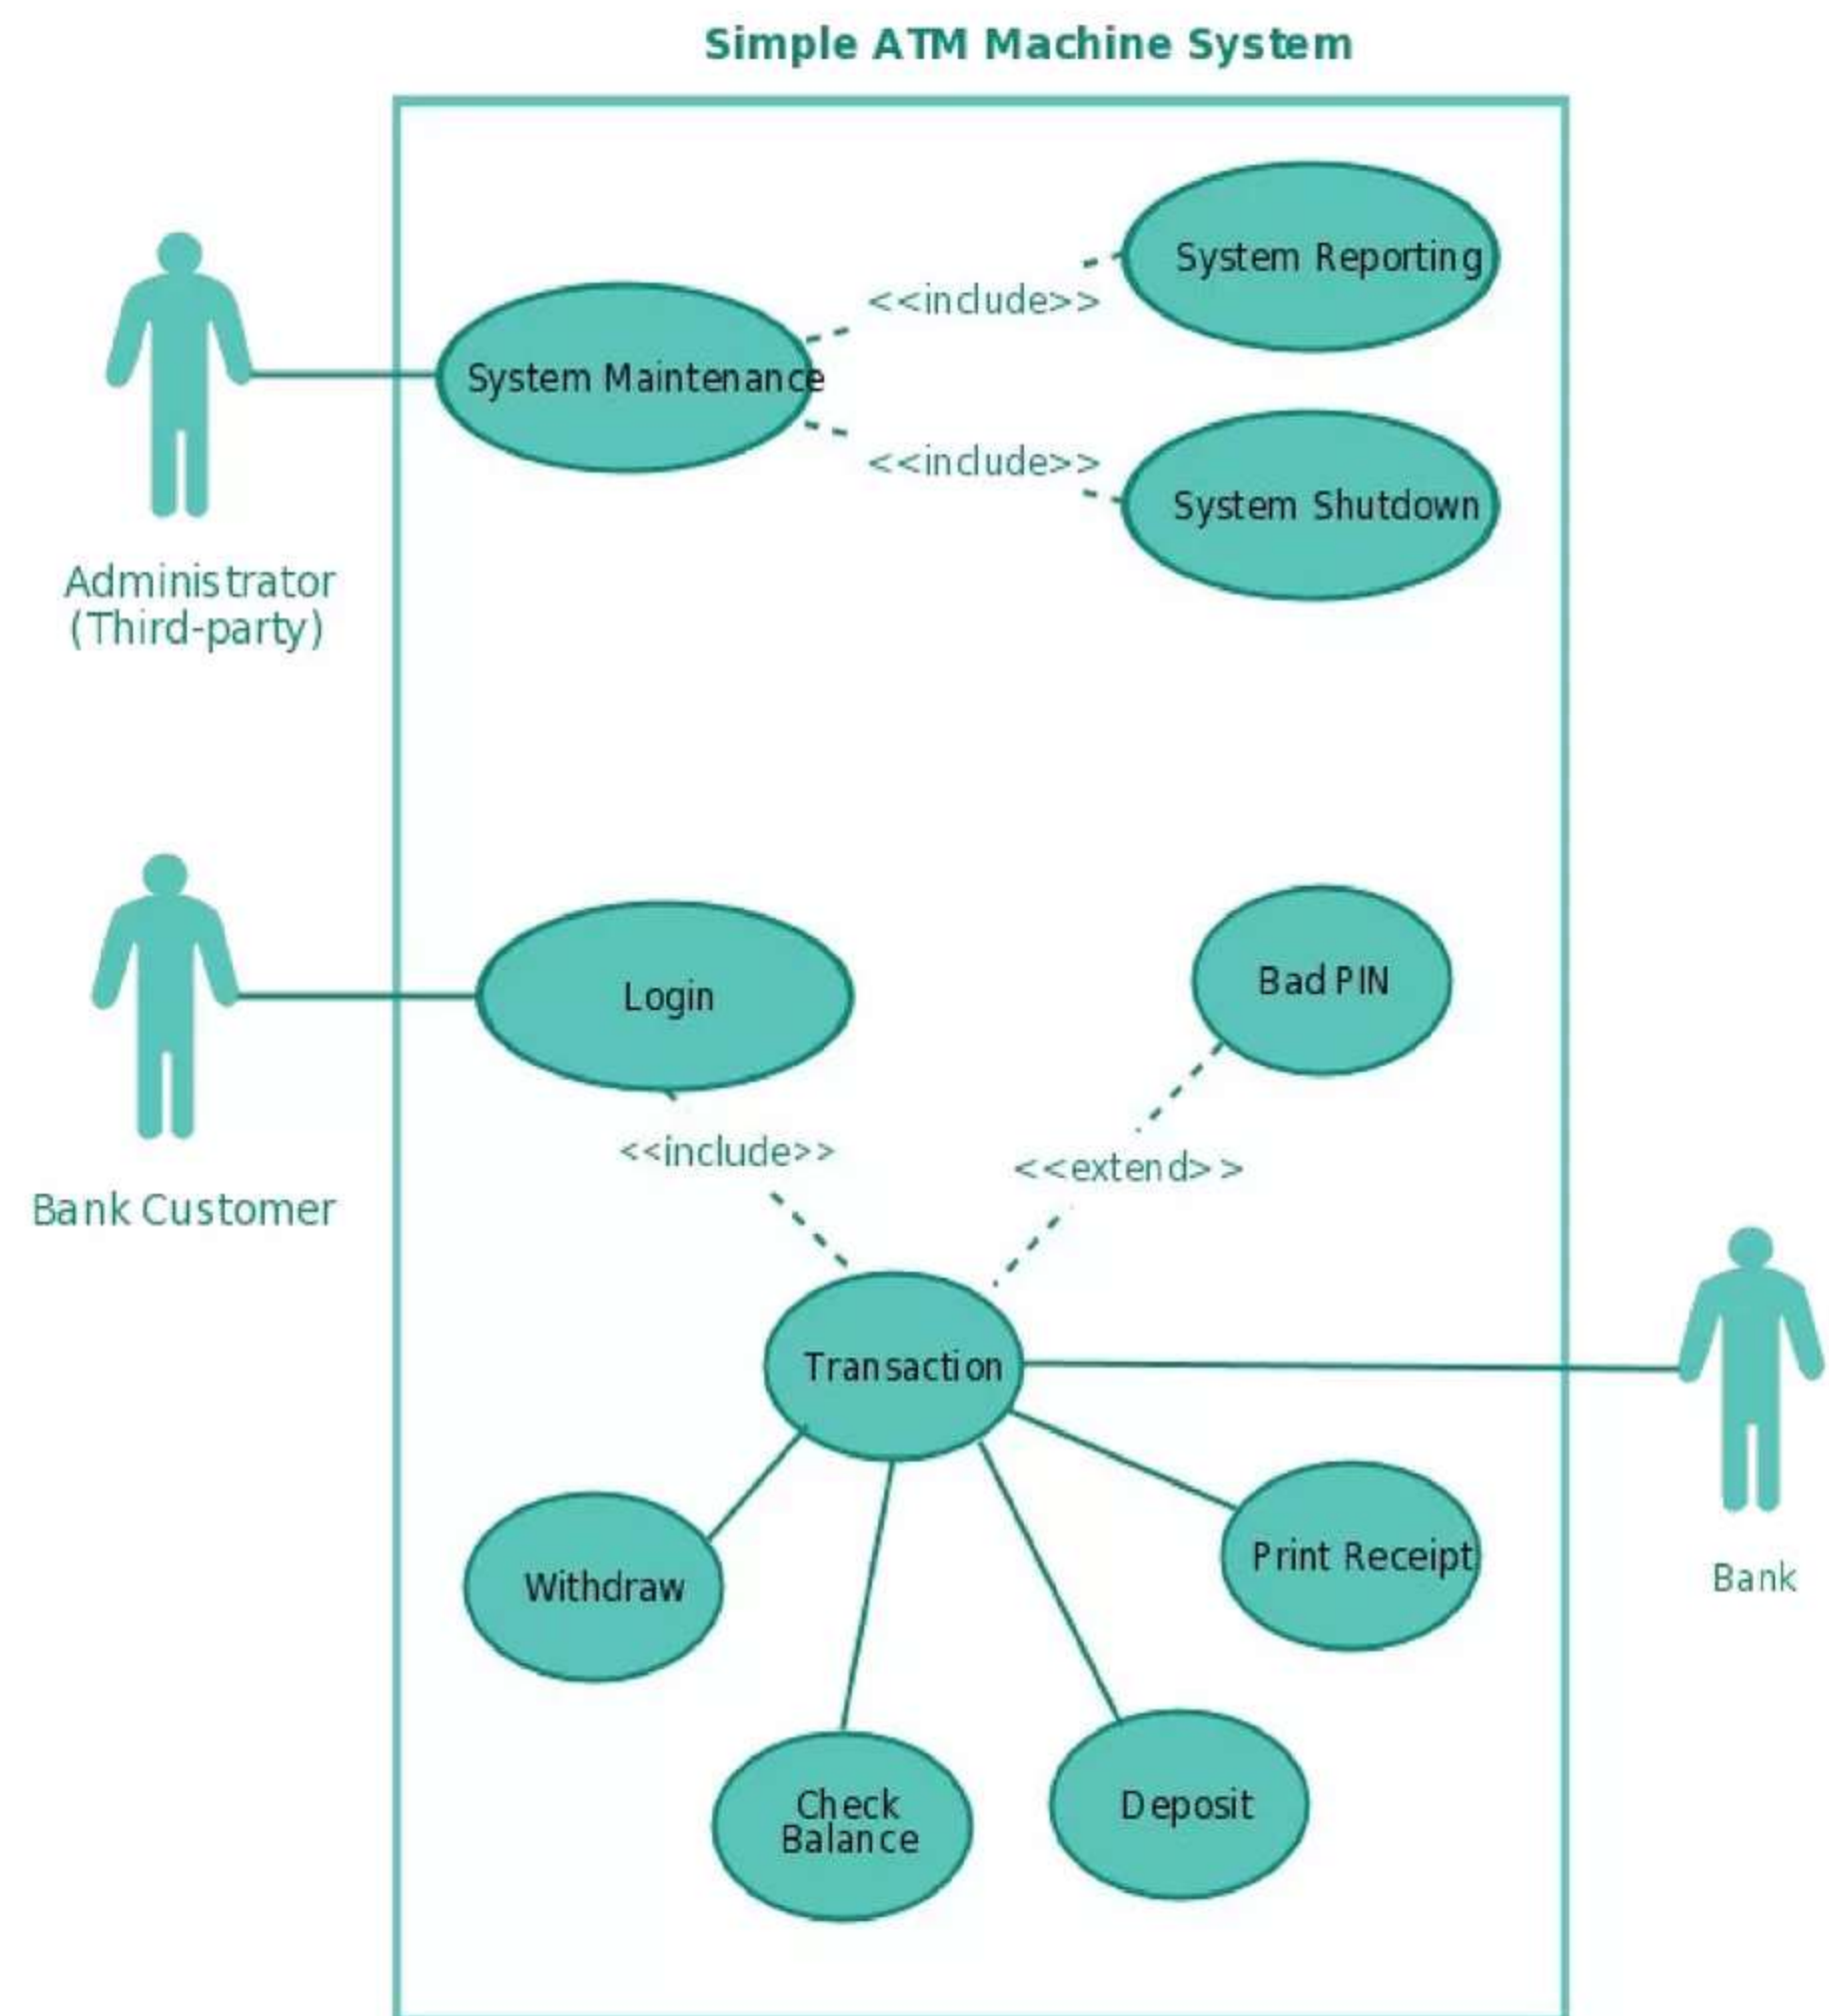 Simple ATM Machine System
System Reporting
<<include>>
System Maintenance
<<include>>
System Shutdown
Administrator
(Third-party)
Login
Bad PIN
<<include>>
<<extend>>
Bank Customer
Transaction
Withdraw
Print Receipt
Bank
Check
Balance
Deposit